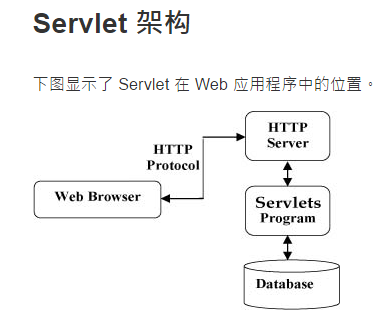 Servlet 架构
下图显示了 Servlet 在 Web 应用程序中的位置。
HTTP
Server
HTTP
Protocol
Web Browser
Servlets
Program
Database